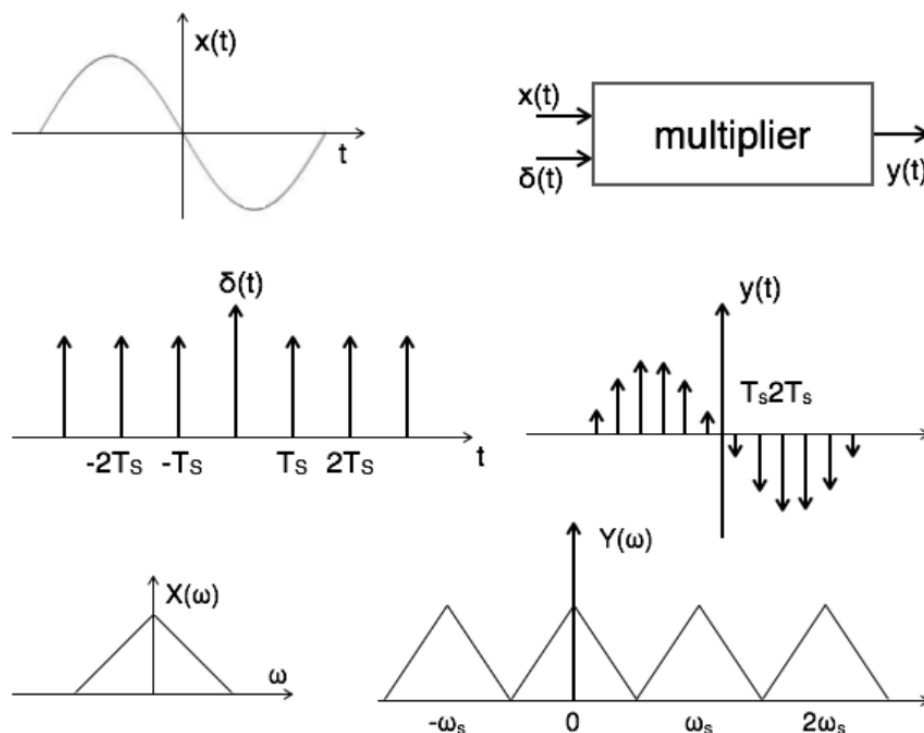 x(t)
t
x(t)
δ(t)
multiplier
y(t)
δ(t)
-2Ts -Ts Ts 2Ts t
y(t)
Ts2Ts
X(ω)
ω
Y(ω)
-ωs 0 ωs 2ωs